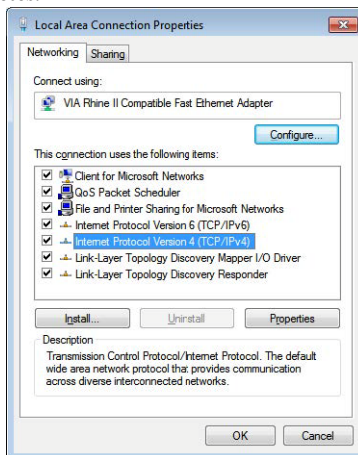 Local Area Connection Properties
Networking
Sharing
Connect using:
VIA Rhine II Compatible Fast Ethernet Adapter
Configure...
This connection uses the following items:
Client for Microsoft Networks
QoS Packet Scheduler
File and Printer Sharing for Microsoft Networks
Internet Protocol Version 6 (TCP/IPv6)
Internet Protocol Version 4 (TCP/IPv4)
Link-Layer Topology Discovery Mapper I/O Driver
Link-Layer Topology Discovery Responder
Install...
Uninstall
Properties
Description
Transmission Control Protocol/Internet Protocol. The default
wide area network protocol that provides communication
across diverse interconnected networks.
OK
Cancel